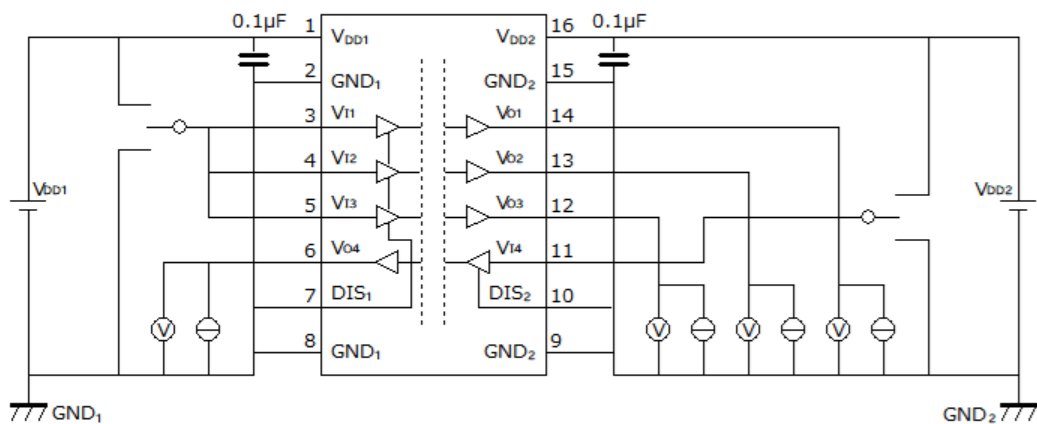 0.1µF 1 16 0.1µF
VDD1 VDD2
2 15
GND₁ GND₂
3 VI1 VO1 14
4 VI2 VO2 13
5 VI3 VO3 12
VDD1 VDD2
6 VO4 VI4 11
7 DIS₁ DIS₂ 10
V V V V
8 GND₁ GND₂ 9
GND₁ GND₂